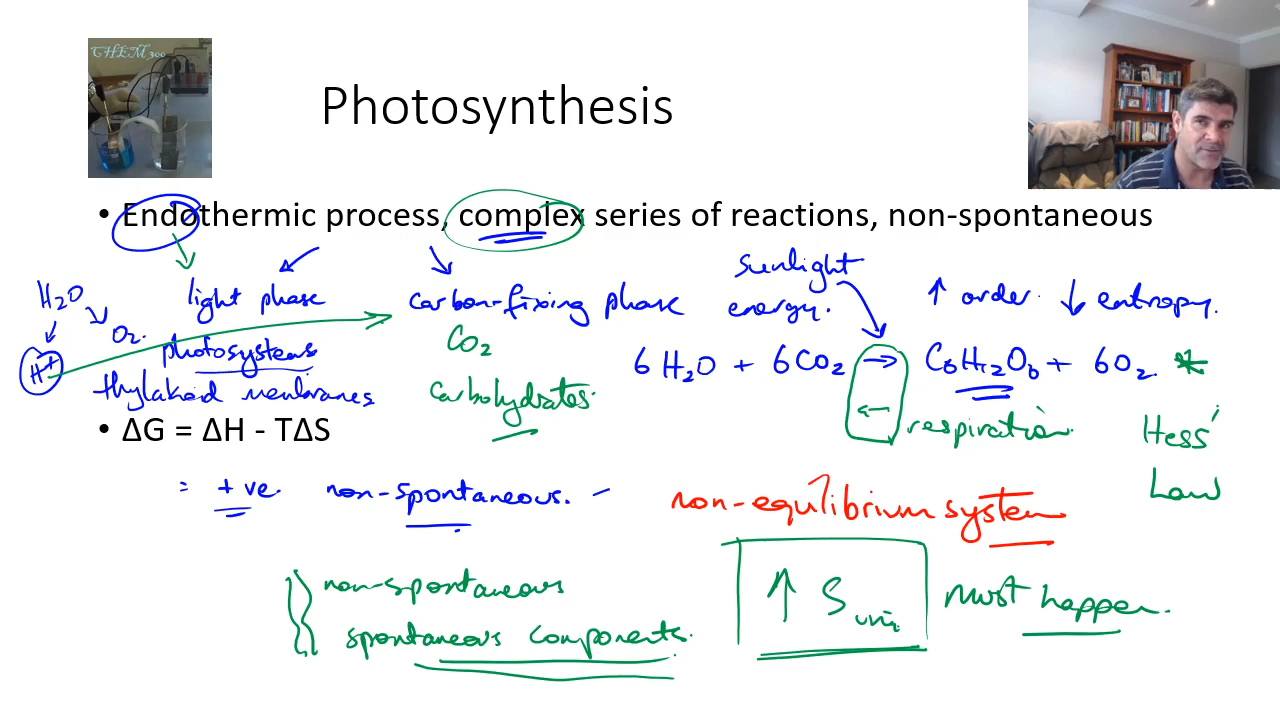 CHEM 300
Photosynthesis
• Endothermic process, complex series of reactions, non-spontaneous
H2O
O2.
H+
light phase
photosystems
thylakoid membranes
carbon-fixing phase
CO2
carbohydrates.
sunlight
energy.
↑ order. ↓ entropy.
6 H2O + 6CO2 → C6H12O6 + 6O2. *
← respiration.
Hess'
Law
• ΔG = ΔH - TΔS
= +ve. non-spontaneous. -
non-equilibrium system
non-spontaneous
spontaneous components.
↑ Suni. must happen.